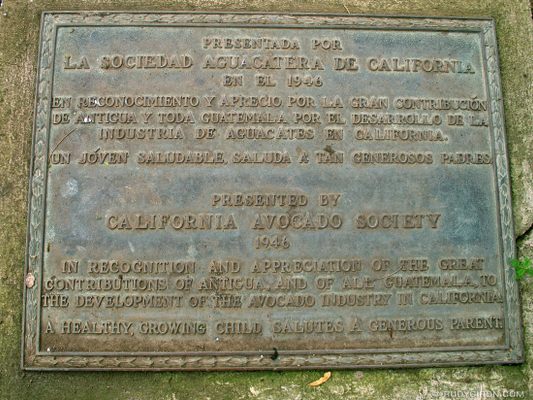 PRESENTADA POR
LA SOCIEDAD AGUACATERA DE CALIFORNIA
EN EL 1946
EN RECONOCIMIENTO Y APRECIO POR LA GRAN CONTRIBUCIÓN
DE ANTIGUA Y TODA GUATEMALA POR EL DESARROLLO DE LA
INDUSTRIA DE AGUACATES EN CALIFORNIA.
UN JÓVEN SALUDABLE, SALUDA A TAN GENEROSOS PADRES.
PRESENTED BY
CALIFORNIA AVOCADO SOCIETY
1946
IN RECOGNITION AND APPRECIATION OF THE GREAT
CONTRIBUTIONS OF ANTIGUA, AND OF ALL GUATEMALA, TO
THE DEVELOPMENT OF THE AVOCADO INDUSTRY IN CALIFORNIA
A HEALTHY, GROWING CHILD SALUTES A GENEROUS PARENT.
RUDYGIRON.COM